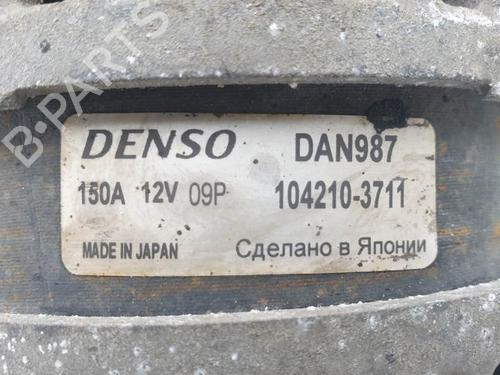 B-PARTS
DENSO DAN987
150A 12V 09P 104210-3711
MADE IN JAPAN Сделано в Японии